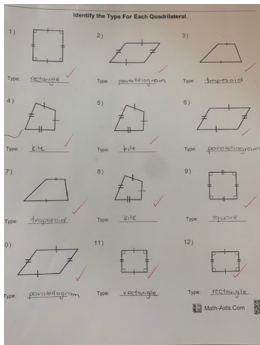 Identify the Type For Each Quadrilateral.
1) 2) 3)
Type: rectangle Type: parallelogram Type: trapezoid
4) 5) 6)
Type: kite Type: kite Type: parallelogram
7) 8) 9)
Type: trapezoid Type: kite Type: square
0) 11) 12)
Type: parallelogram Type: rectangle Type: rectangle
Math-Aids.Com